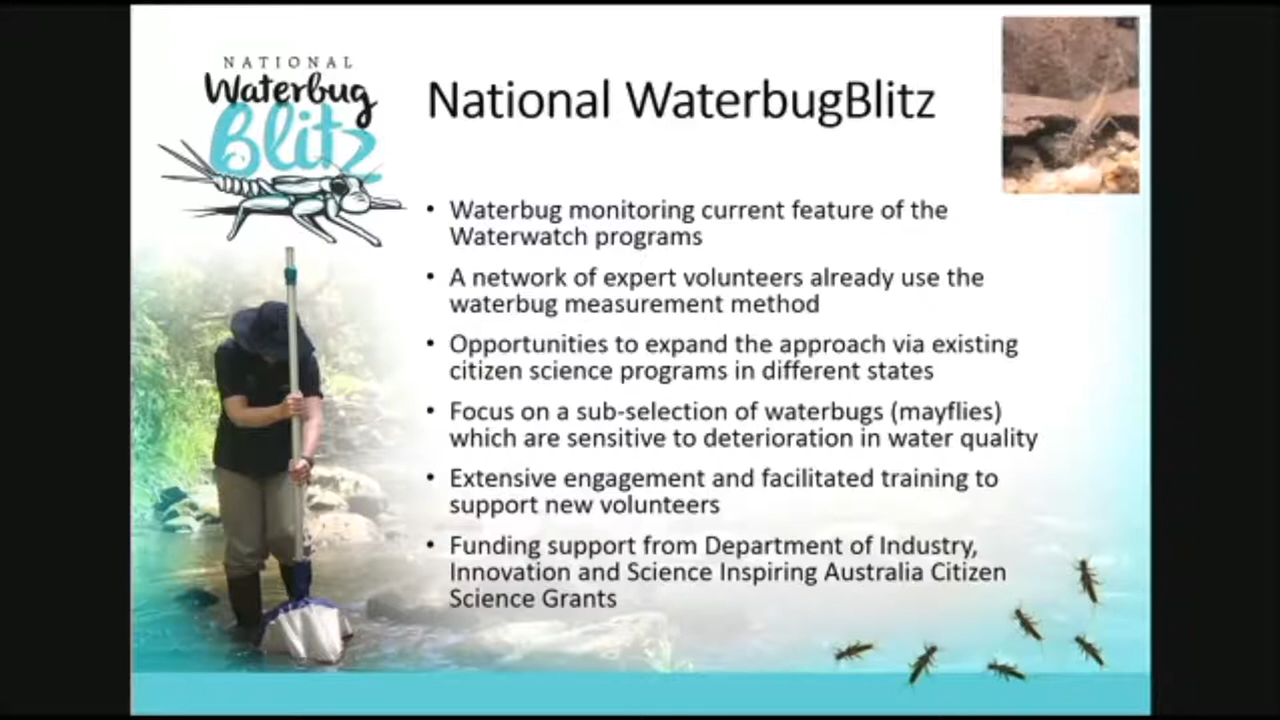 NATIONAL
Waterbug
Blitz
National WaterbugBlitz
• Waterbug monitoring current feature of the
Waterwatch programs
• A network of expert volunteers already use the
waterbug measurement method
• Opportunities to expand the approach via existing
citizen science programs in different states
• Focus on a sub-selection of waterbugs (mayflies)
which are sensitive to deterioration in water quality
• Extensive engagement and facilitated training to
support new volunteers
• Funding support from Department of Industry,
Innovation and Science Inspiring Australia Citizen
Science Grants